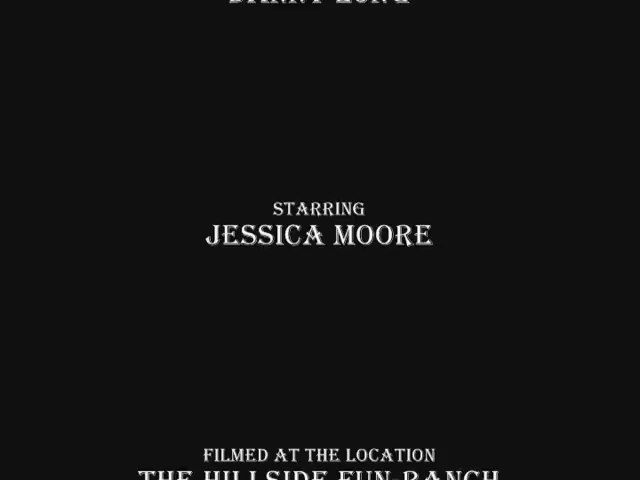 STARRING
JESSICA MOORE
FILMED AT THE LOCATION
THE HILLSIDE FUN-RANCH